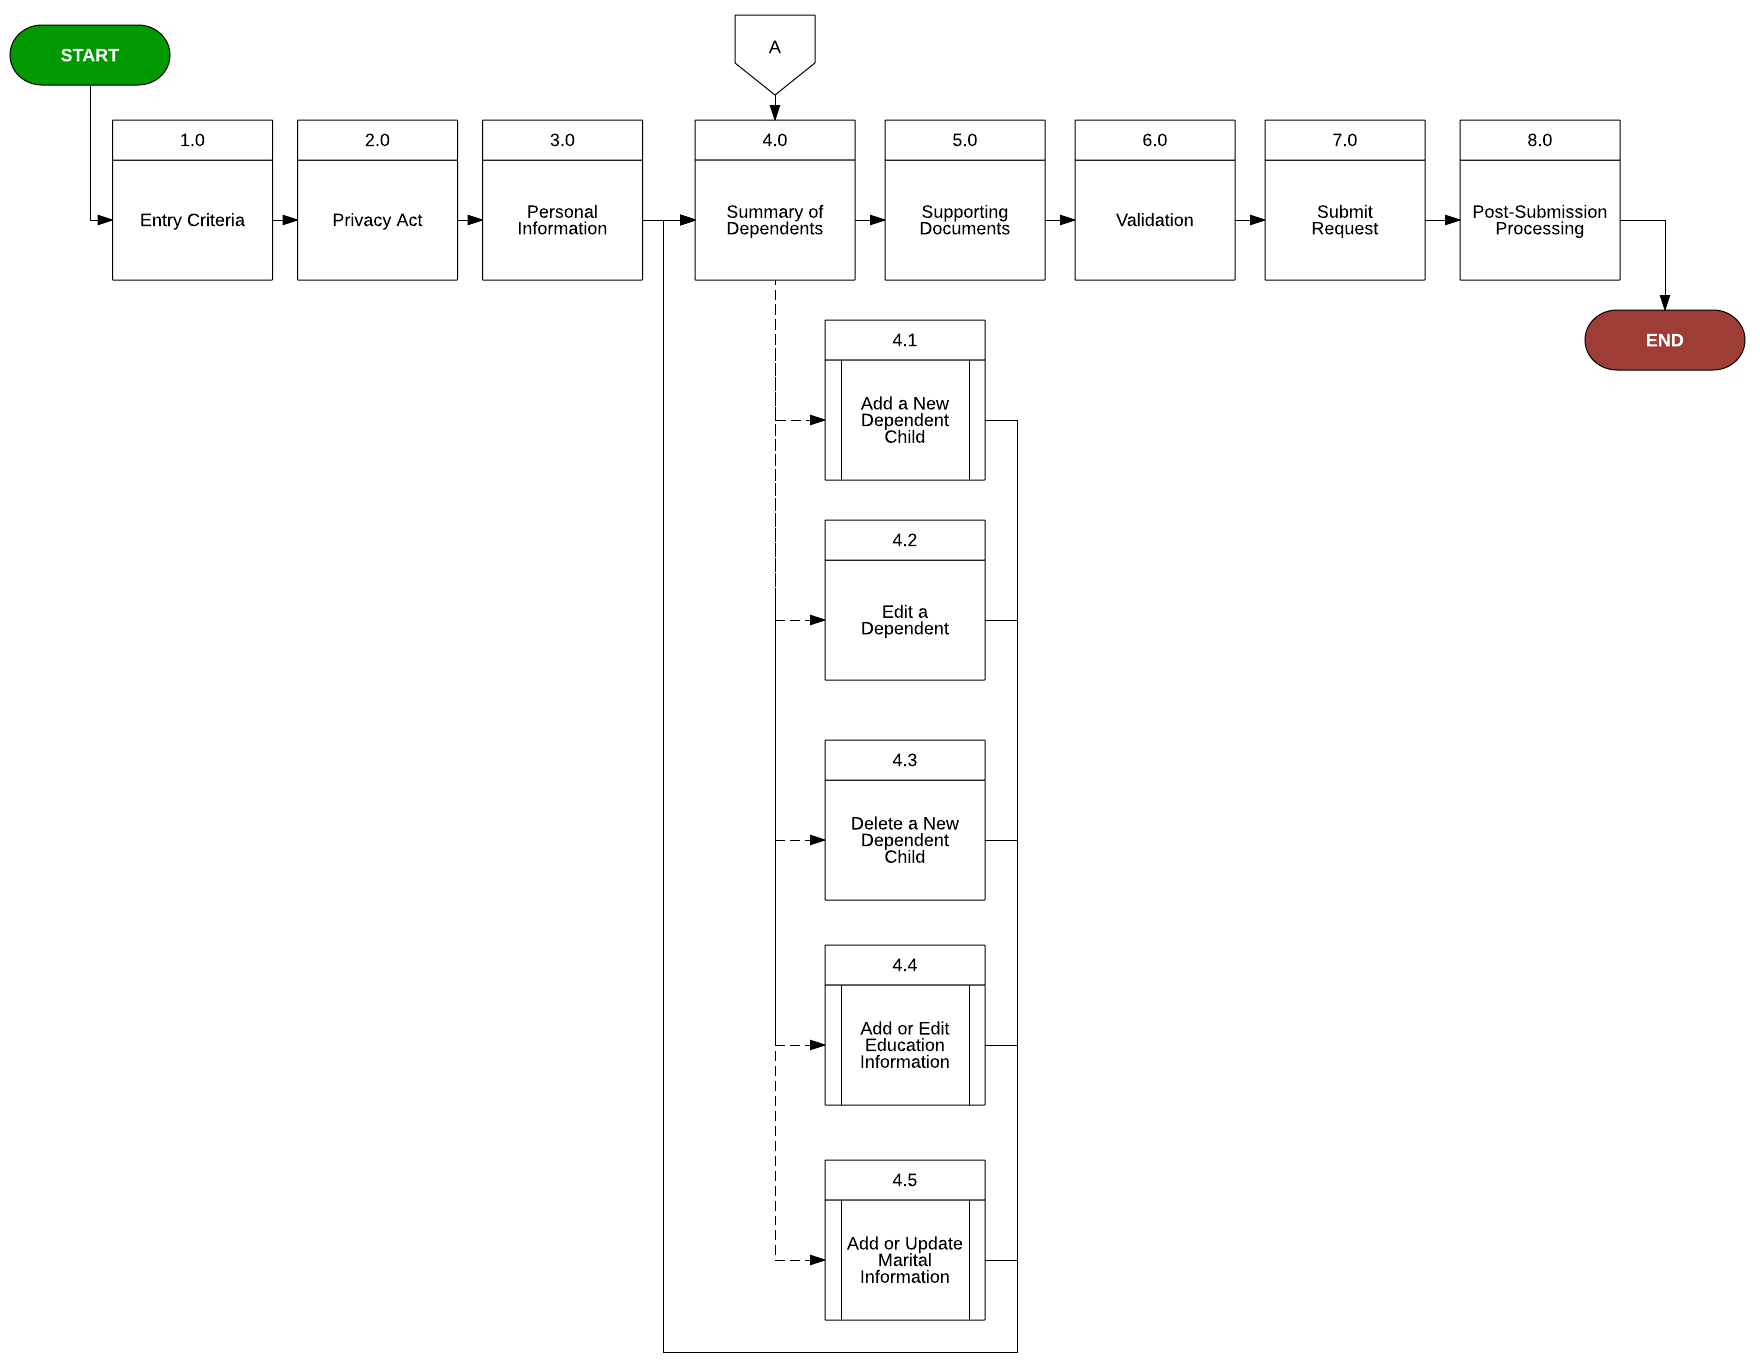 START
A
1.0
Entry Criteria
2.0
Privacy Act
3.0
Personal
Information
4.0
Summary of
Dependents
5.0
Supporting
Documents
6.0
Validation
7.0
Submit
Request
8.0
Post-Submission
Processing
END
4.1
Add a New
Dependent
Child
4.2
Edit a
Dependent
4.3
Delete a New
Dependent
Child
4.4
Add or Edit
Education
Information
4.5
Add or Update
Marital
Information